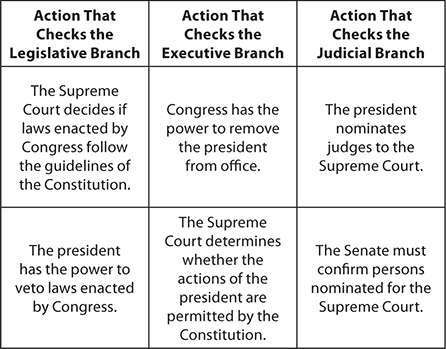 Action That
Checks the
Legislative Branch
Action That
Checks the
Executive Branch
Action That
Checks the
Judicial Branch
The Supreme
Court decides if
laws enacted by
Congress follow
the guidelines of
the Constitution.
Congress has the
power to remove
the president
from office.
The president
nominates
judges to the
Supreme Court.
The president
has the power to
veto laws enacted
by Congress.
The Supreme
Court determines
whether the
actions of the
president are
permitted by the
Constitution.
The Senate must
confirm persons
nominated for the
Supreme Court.